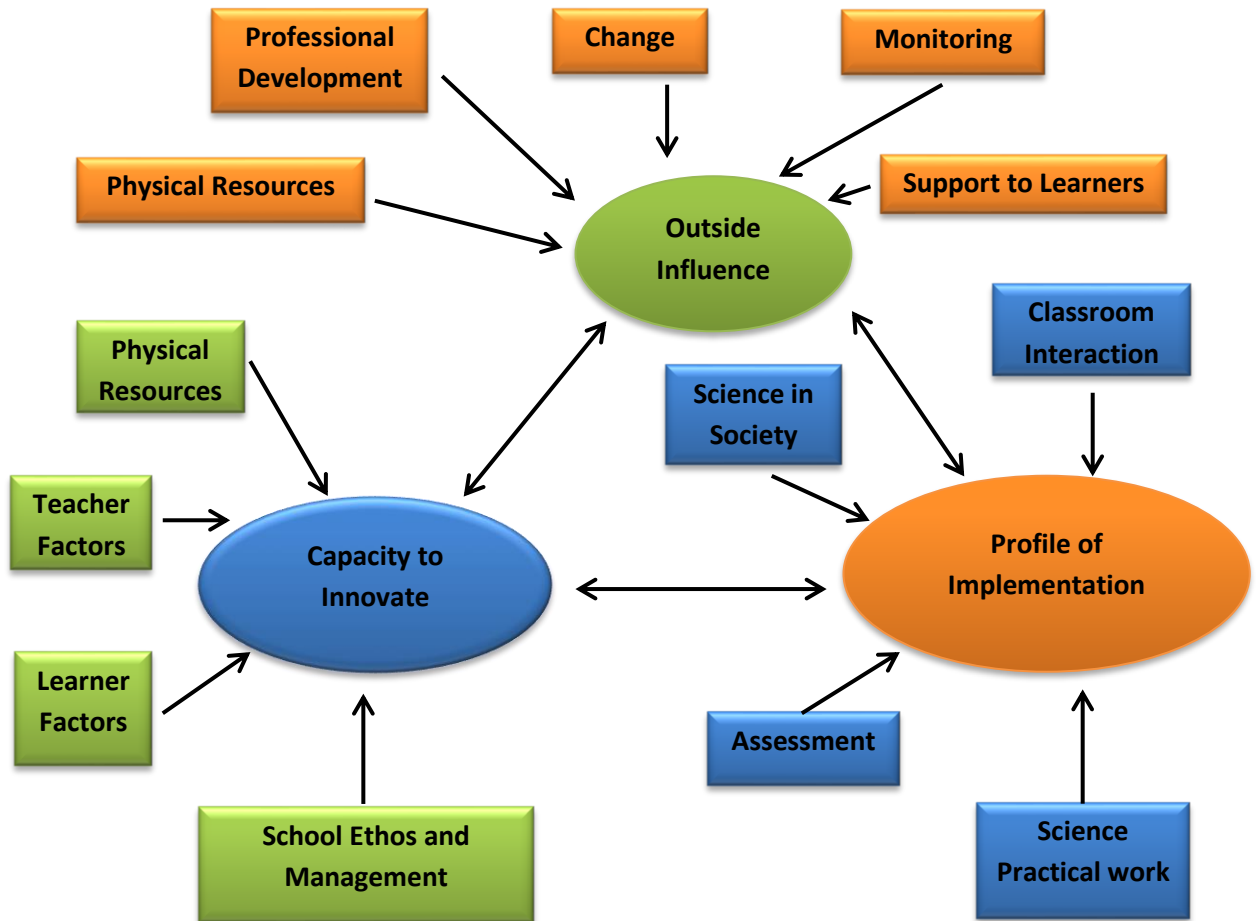 Professional
Development
Change
Monitoring
Physical Resources
Support to Learners
Outside
Influence
Classroom
Interaction
Physical
Resources
Science in
Society
Teacher
Factors
Capacity to
Innovate
Profile of
Implementation
Learner
Factors
Assessment
School Ethos and
Management
Science
Practical work